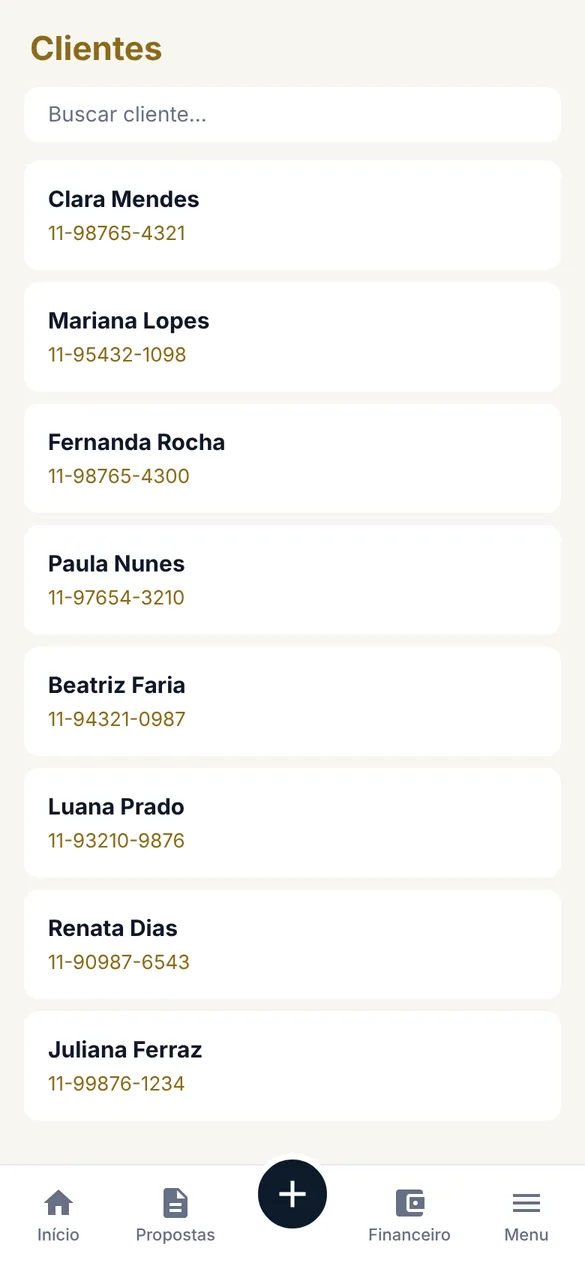 Clientes
Buscar cliente...
Clara Mendes
11-98765-4321
Mariana Lopes
11-95432-1098
Fernanda Rocha
11-98765-4300
Paula Nunes
11-97654-3210
Beatriz Faria
11-94321-0987
Luana Prado
11-93210-9876
Renata Dias
11-90987-6543
Juliana Ferraz
11-99876-1234
Início
Propostas
Financeiro
Menu